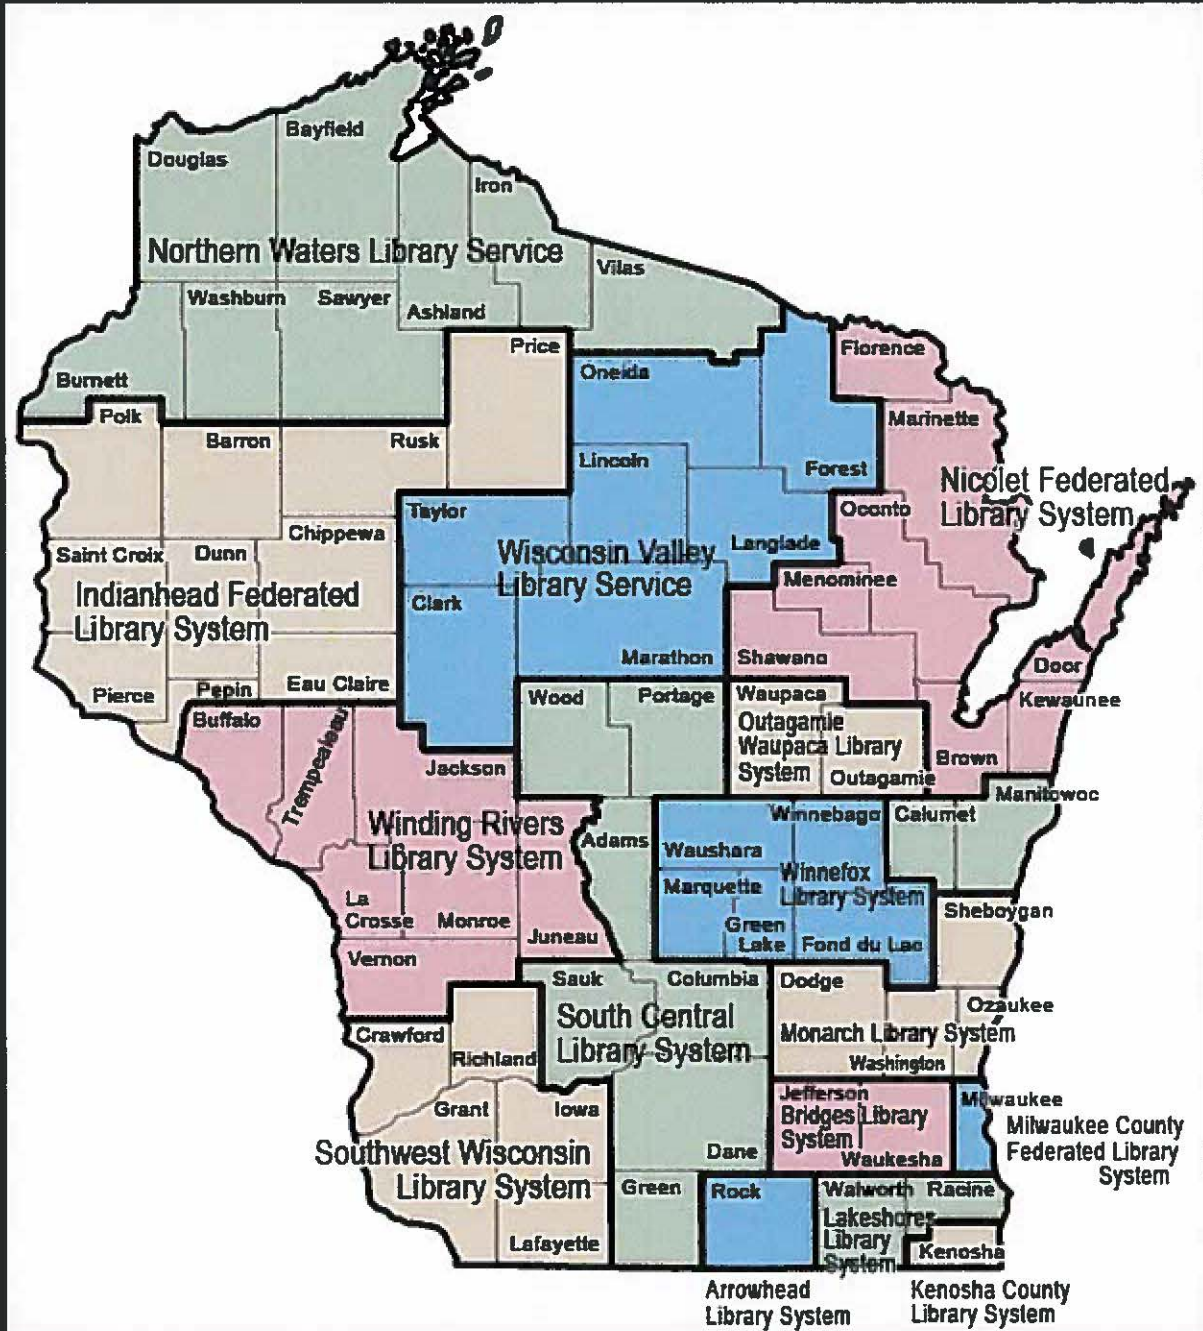 Bayfield
Douglas
Iron
Northern Waters Library Service
Vilas
Washburn
Sawyer
Ashland
Price
Florence
Oneida
Burnett
Polk
Marinette
Barron
Rusk
Lincoln
Forest
Nicolet Federated
Library System
Taylor
Oconto
Chippewa
Saint Croix
Dunn
Wisconsin Valley
Library Service
Langlade
Menominee
Indianhead Federated
Library System
Clark
Marathon
Shawano
Door
Pierce
Pepin
Eau Claire
Wood
Portage
Waupaca
Kewaunee
Buffalo
Outagamie
Waupaca Library
System
Trempealeau
Jackson
Outagamie
Brown
Manitowoc
Winnebago
Calumet
Winding Rivers
Library System
Adams
Waushara
Winnefox
Library System
Marquette
La
Crosse
Monroe
Green
Lake
Sheboygan
Juneau
Fond du Lac
Vernon
Sauk
Columbia
Dodge
Ozaukee
South Central
Library System
Monarch Library System
Crawford
Richland
Washington
Jefferson
Bridges Library
System
Milwaukee
Grant
Iowa
Milwaukee County
Federated Library
System
Southwest Wisconsin
Library System
Dane
Waukesha
Green
Rock
Walworth
Racine
Lakeshores
Library
System
Lafayette
Kenosha
Arrowhead
Library System
Kenosha County
Library System